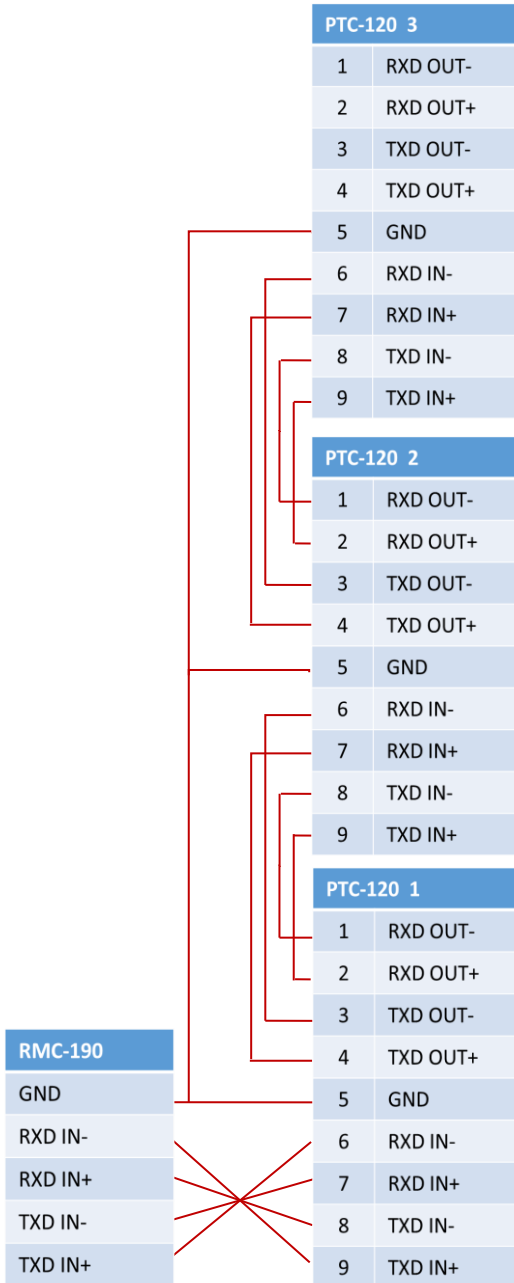 PTC-120 3
1 RXD OUT-
2 RXD OUT+
3 TXD OUT-
4 TXD OUT+
5 GND
6 RXD IN-
7 RXD IN+
8 TXD IN-
9 TXD IN+
PTC-120 2
1 RXD OUT-
2 RXD OUT+
3 TXD OUT-
4 TXD OUT+
5 GND
6 RXD IN-
7 RXD IN+
8 TXD IN-
9 TXD IN+
PTC-120 1
1 RXD OUT-
2 RXD OUT+
3 TXD OUT-
4 TXD OUT+
5 GND
6 RXD IN-
7 RXD IN+
8 TXD IN-
9 TXD IN+
RMC-190
GND
RXD IN-
RXD IN+
TXD IN-
TXD IN+